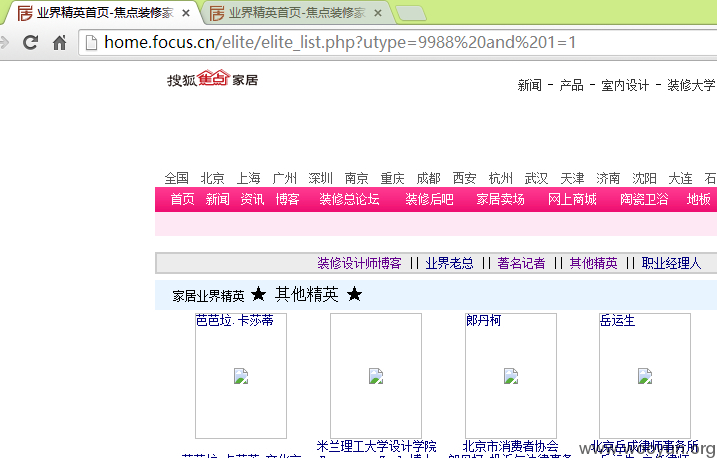 业界精英首页-焦点装修家 业界精英首页-焦点装修家
home.focus.cn/elite/elite_list.php?utype=9988%20and%201=1
搜狐焦点家居
新闻 - 产品 - 室内设计 - 装修大学
全国 北京 上海 广州 深圳 南京 重庆 成都 西安 杭州 武汉 天津 济南 沈阳 大连 石
首页 新闻 资讯 博客 装修总论坛 装修后吧 家居卖场 网上商城 陶瓷卫浴 地板
装修设计师博客 || 业界老总 || 著名记者 || 其他精英 || 职业经理人
家居业界精英 ★ 其他精英 ★
芭芭垃.卡莎蒂 郎丹柯 岳运生
米兰理工大学设计学院 北京市消费者协会 北京岳成律师事务所
www.wooyun.org